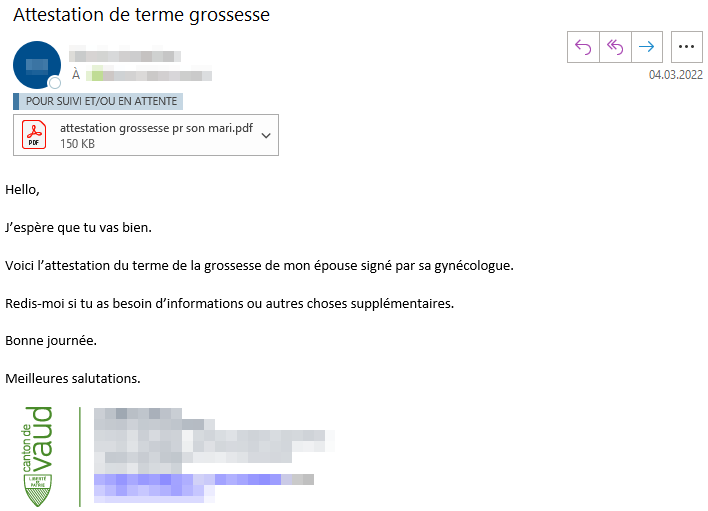 Attestation de terme grossesse
À
04.03.2022
POUR SUIVI ET/OU EN ATTENTE
attestation grossesse pr son mari.pdf
150 KB
PDF
Hello,
J’espère que tu vas bien.
Voici l’attestation du terme de la grossesse de mon épouse signé par sa gynécologue.
Redis-moi si tu as besoin d’informations ou autres choses supplémentaires.
Bonne journée.
Meilleures salutations.
canton de
vaud
LIBERTÉ
ET
PATRIE